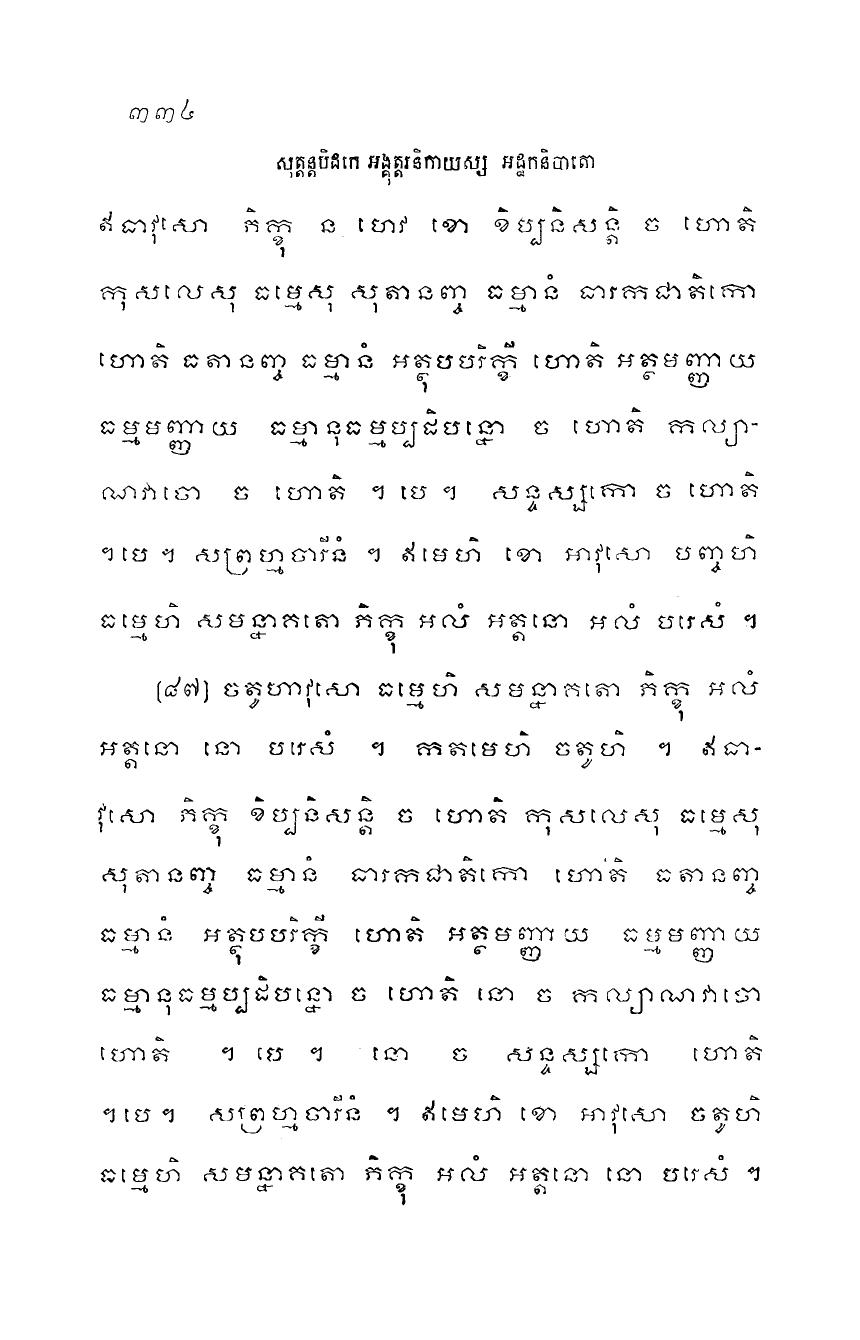 ៣៣៤
សុត្តន្តបិដកេ អង្គុត្តរនិកាយស្ស អដ្ឋកនិបាតោ
ឥធាវុសោ ភិក្ខុ ន ហេវ ខោ ខិប្បនិសន្តិ ច ហោតិ
កុសលេសុ ធម្មេសុ សុតានញ្ច ធម្មានំ ធារកជាតិកោ
ហោតិ ធតានញ្ច ធម្មានំ អត្ថុបបរិក្ខី ហោតិ អត្ថមញ្ញាយ
ធម្មមញ្ញាយ ធម្មានុធម្មប្បដិបន្នោ ច ហោតិ កល្យា-
ណវាចោ ច ហោតិ ។ បេ ។ សន្ទស្សកោ ច ហោតិ
។ បេ ។ សព្រហ្មចារីនំ ។ ឥមេហិ ខោ អាវុសោ បញ្ចហិ
ធម្មេហិ សមន្នាគតោ ភិក្ខុ អលំ អត្តនោ អលំ បរេសំ ។
(៨៧) ចតូហាវុសោ ធម្មេហិ សមន្នាគតោ ភិក្ខុ អលំ
អត្តនោ នោ បរេសំ ។ កតមេហិ ចតូហិ ។ ឥធា-
វុសោ ភិក្ខុ ខិប្បនិសន្តិ ច ហោតិ កុសលេសុ ធម្មេសុ
សុតានញ្ច ធម្មានំ ធារកជាតិកោ ហោតិ ធតានញ្ច
ធម្មានំ អត្ថុបបរិក្ខី ហោតិ អត្ថមញ្ញាយ ធម្មមញ្ញាយ
ធម្មានុធម្មប្បដិបន្នោ ច ហោតិ នោ ច កល្យាណវាចោ
ហោតិ ។ បេ ។ នោ ច សន្ទស្សកោ ហោតិ
។ បេ ។ សព្រហ្មចារីនំ ។ ឥមេហិ ខោ អាវុសោ ចតូហិ
ធម្មេហិ សមន្នាគតោ ភិក្ខុ អលំ អត្តនោ នោ បរេសំ ។